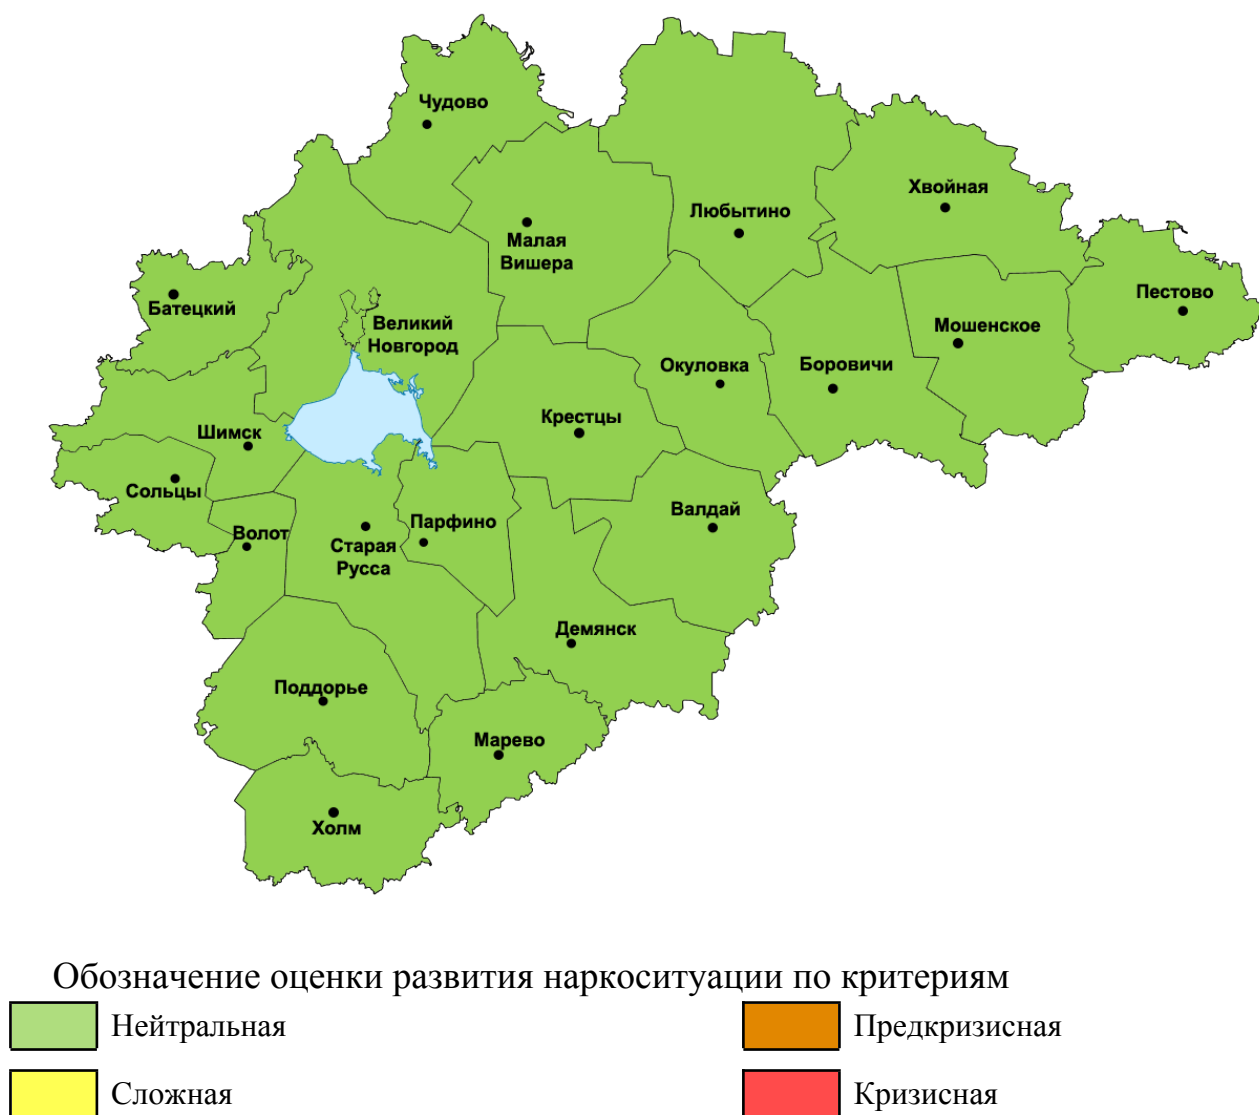 Чудово
Хвойная
Любытино
Малая
Вишера
Пестово
Батецкий
Великий
Новгород
Мошенское
Окуловка
Боровичи
Крестцы
Шимск
Сольцы
Валдай
Парфино
Волот
Старая
Русса
Демянск
Поддорье
Марево
Холм
Обозначение оценки развития наркоситуации по критериям
Нейтральная
Предкризисная
Сложная
Кризисная